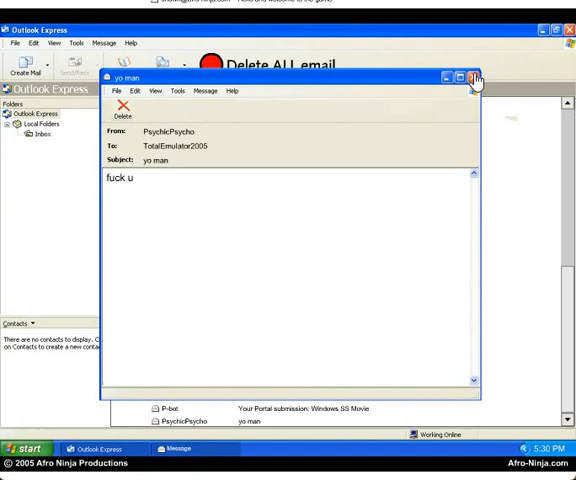 Outlook Express
File Edit View Tools Message Help
Create Mail Send/Recv Delete ALL email
Outlook Express
Folders
Outlook Express
Local Folders
Inbox
yo man
File Edit View Tools Message Help
Delete
From: PsychicPsycho
To: TotalEmulator2005
Subject: yo man
fuck u
Contacts
There are no contacts to display. C
on Contacts to create a new conta
P-bot Your Portal submission: Windows SS Movie
PsychicPsycho yo man
Working Online
start Outlook Express Message 5:30 PM
© 2005 Afro Ninja Productions Afro-Ninja.com